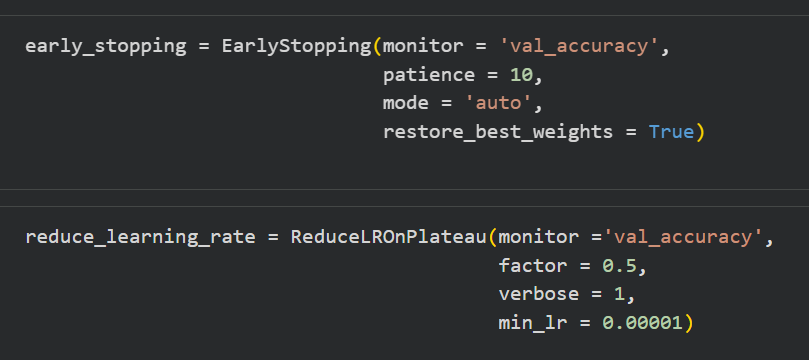 early_stopping = EarlyStopping(monitor = 'val_accuracy',
patience = 10,
mode = 'auto',
restore_best_weights = True)
reduce_learning_rate = ReduceLROnPlateau(monitor ='val_accuracy',
factor = 0.5,
verbose = 1,
min_lr = 0.00001)